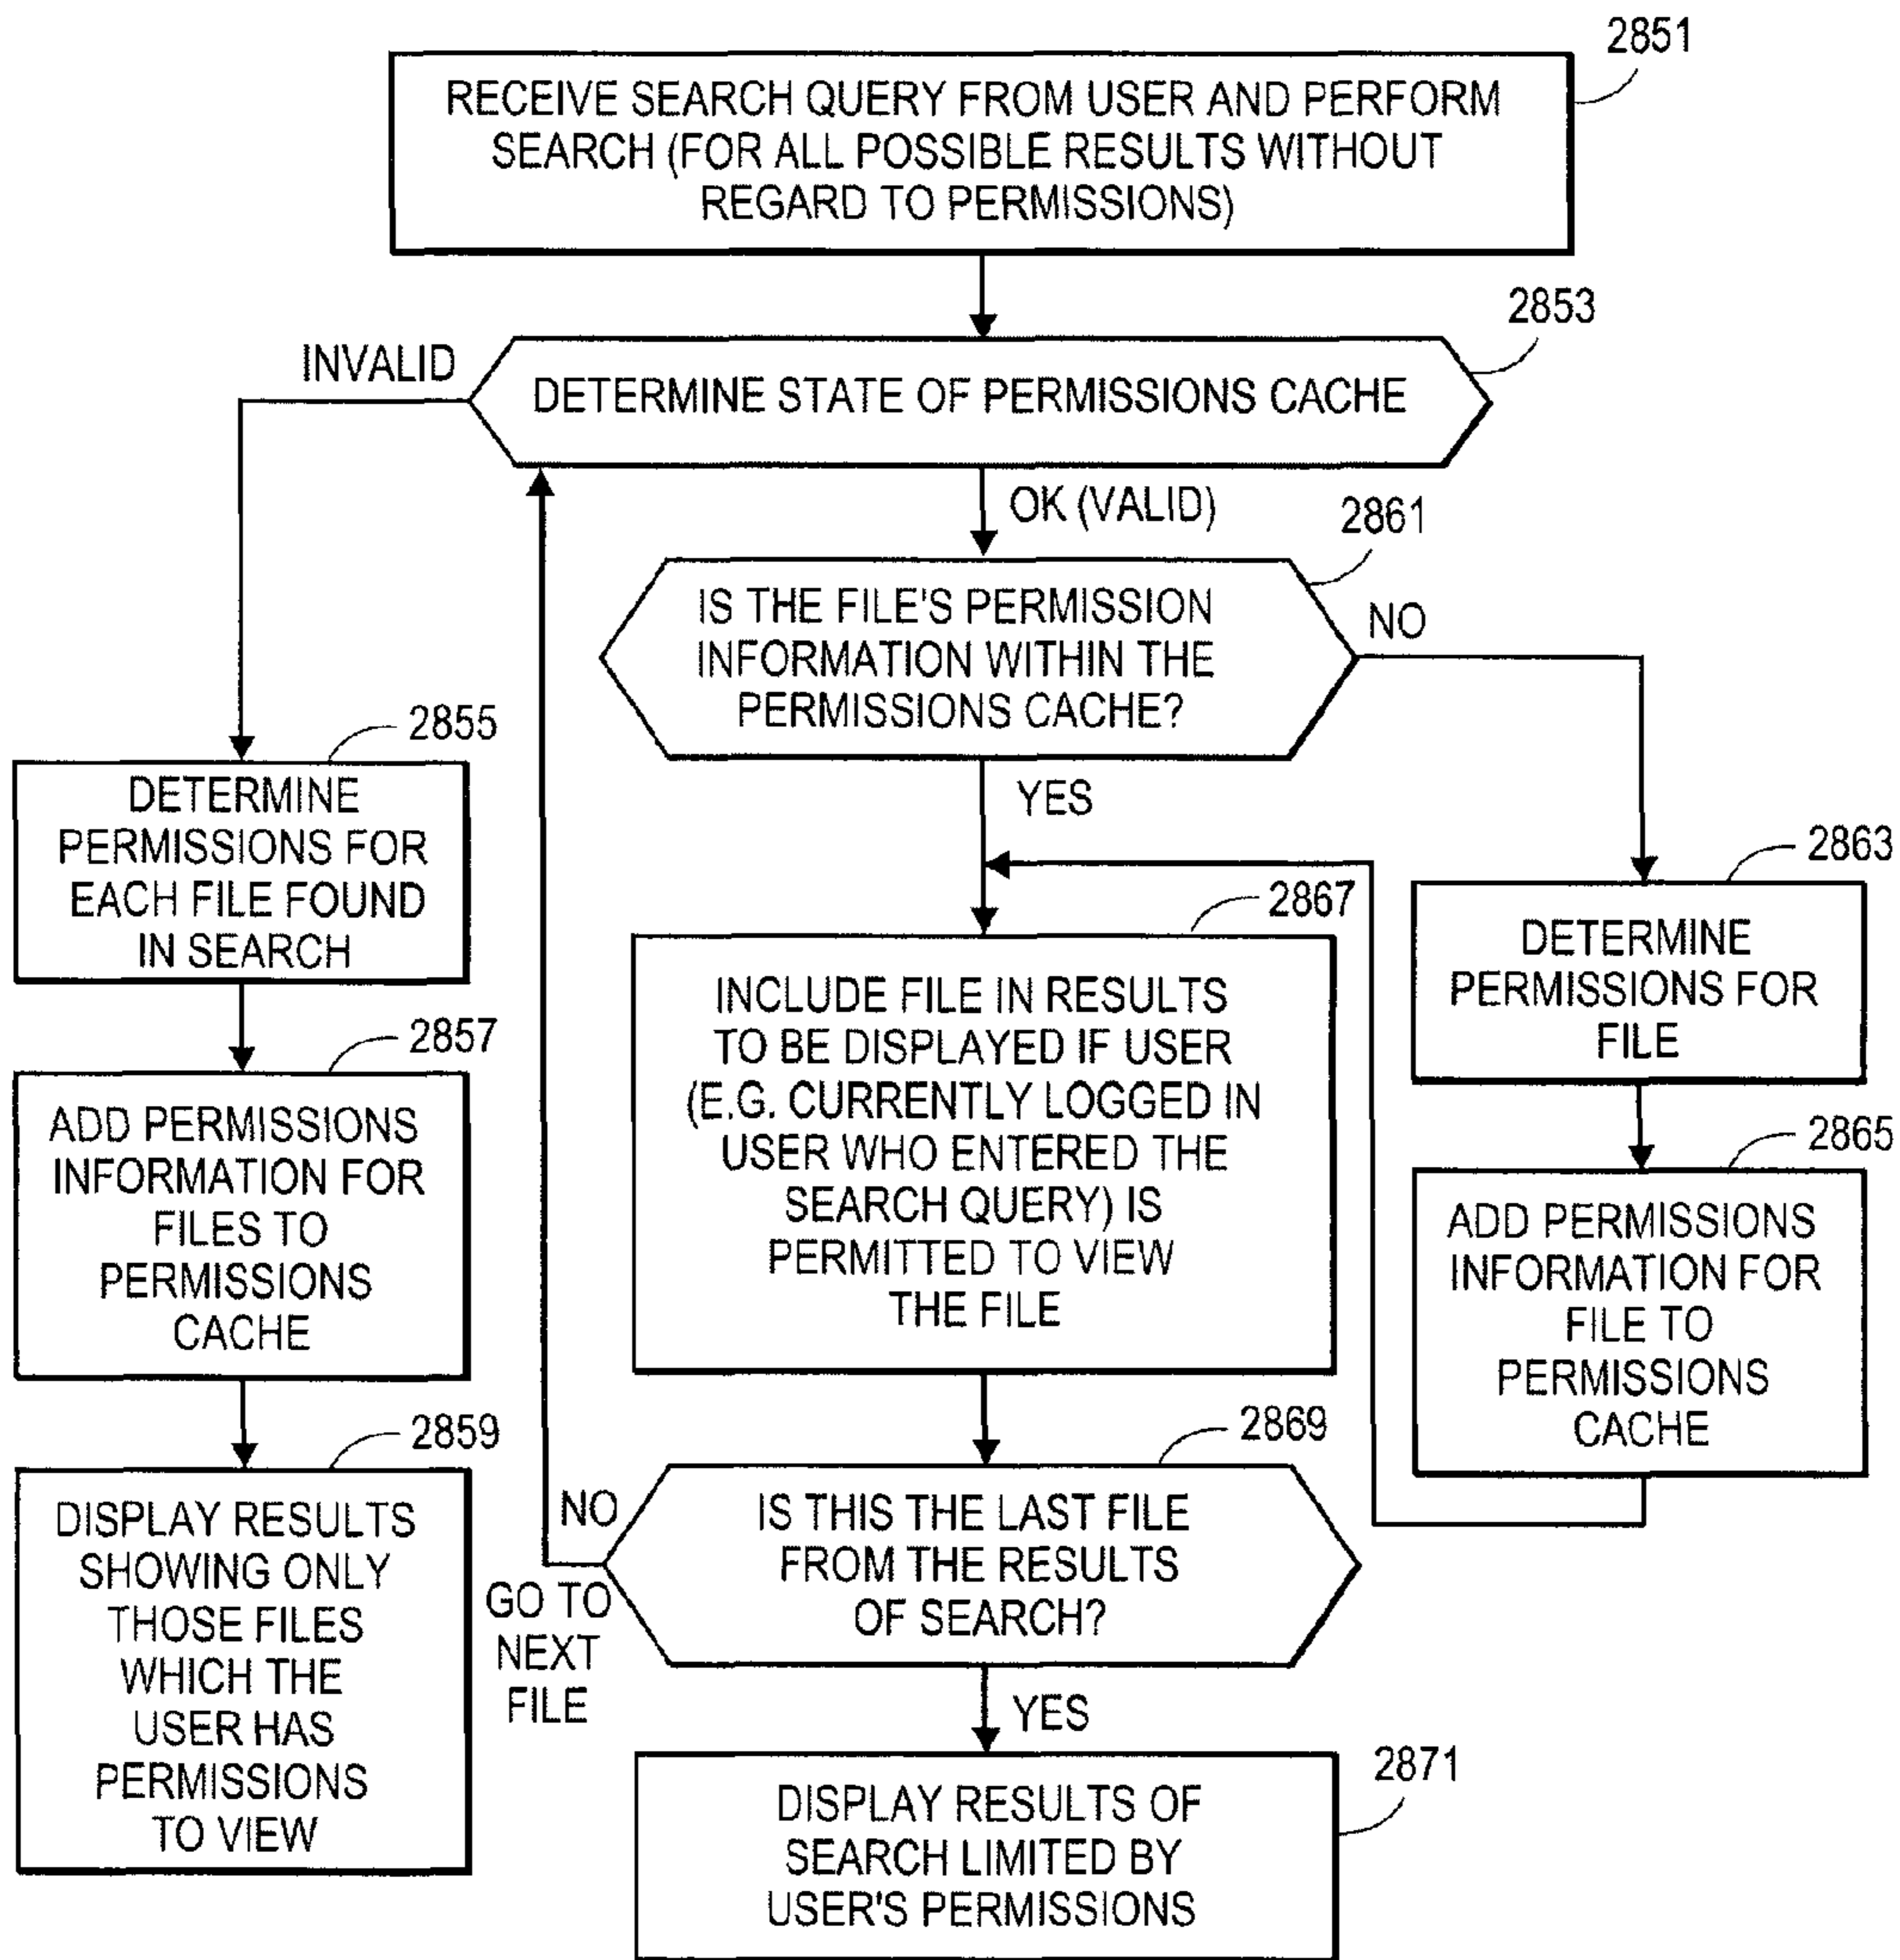 2851
RECEIVE SEARCH QUERY FROM USER AND PERFORM
SEARCH (FOR ALL POSSIBLE RESULTS WITHOUT
REGARD TO PERMISSIONS)
2853
INVALID
DETERMINE STATE OF PERMISSIONS CACHE
OK (VALID)
2861
IS THE FILE'S PERMISSION
INFORMATION WITHIN THE
PERMISSIONS CACHE?
NO
YES
2855
DETERMINE
PERMISSIONS FOR
EACH FILE FOUND
IN SEARCH
2857
ADD PERMISSIONS
INFORMATION FOR
FILES TO
PERMISSIONS
CACHE
2859
DISPLAY RESULTS
SHOWING ONLY
THOSE FILES
WHICH THE
USER HAS
PERMISSIONS
TO VIEW
2863
DETERMINE
PERMISSIONS FOR
FILE
2865
ADD PERMISSIONS
INFORMATION FOR
FILE TO
PERMISSIONS
CACHE
2867
INCLUDE FILE IN RESULTS
TO BE DISPLAYED IF USER
(E.G. CURRENTLY LOGGED IN
USER WHO ENTERED THE
SEARCH QUERY) IS
PERMITTED TO VIEW
THE FILE
2869
IS THIS THE LAST FILE
FROM THE RESULTS
OF SEARCH?
NO
GO TO
NEXT
FILE
YES
2871
DISPLAY RESULTS OF
SEARCH LIMITED BY
USER'S PERMISSIONS